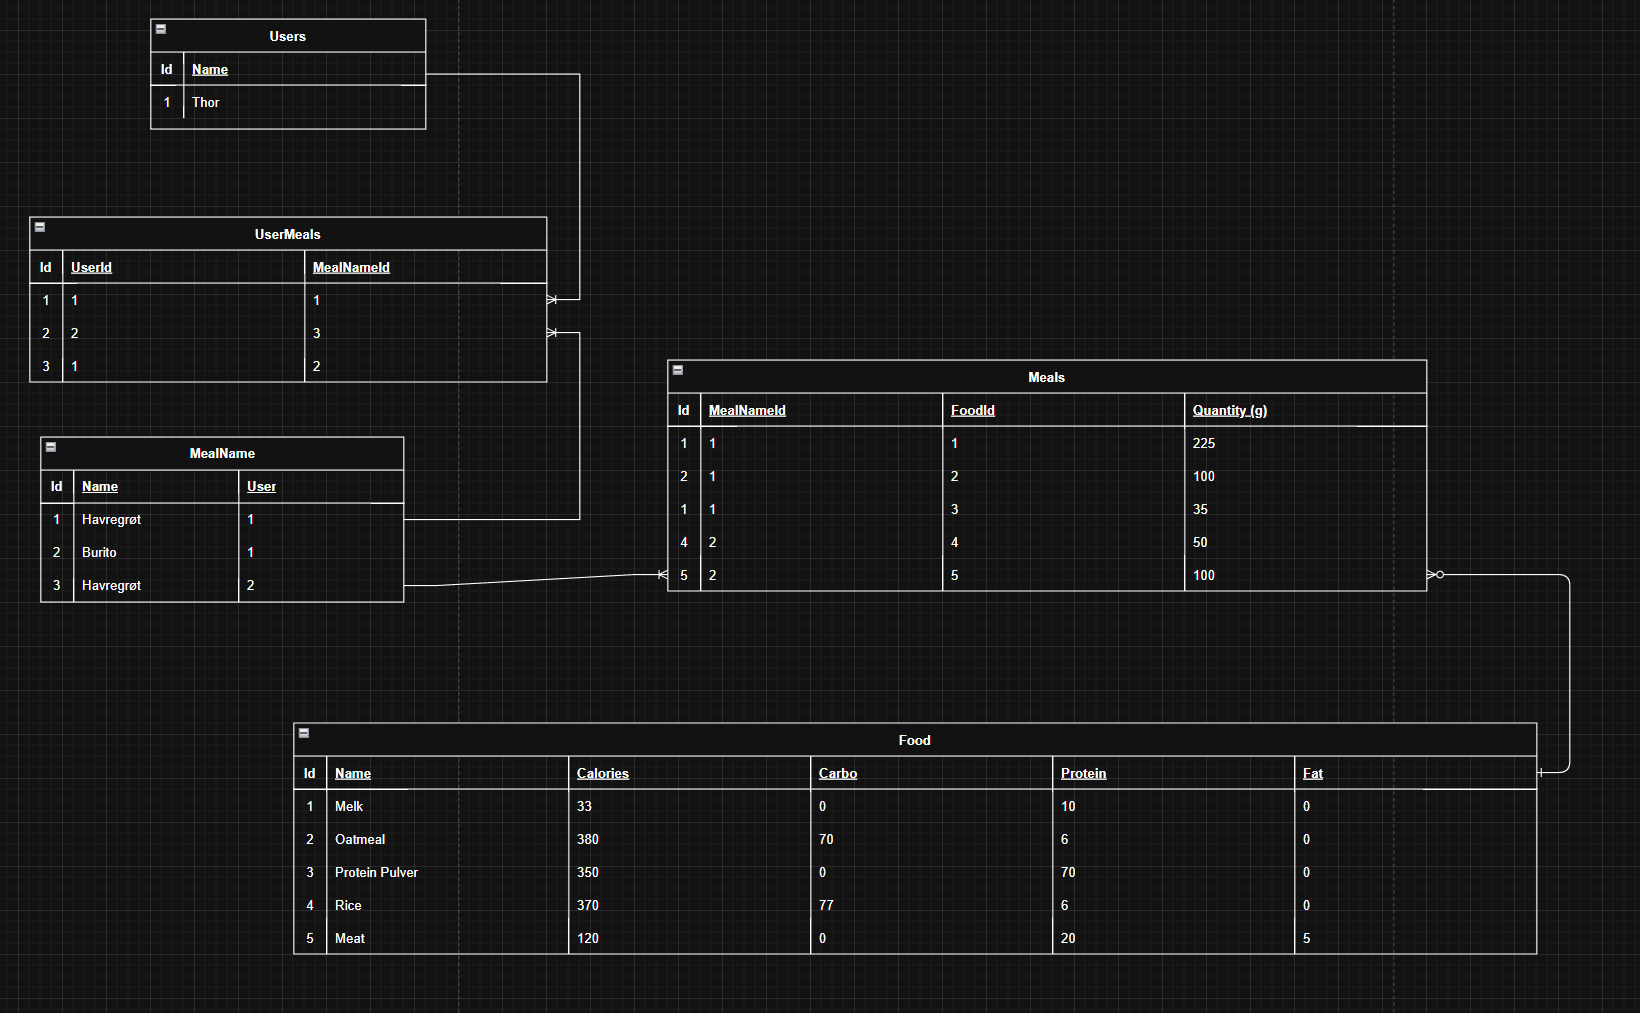 Users
Id Name
1 Thor
UserMeals
Id UserId MealNameId
1 1 1
2 2 3
3 1 2
MealName
Id Name User
1 Havregrøt 1
2 Burito 1
3 Havregrøt 2
Meals
Id MealNameId FoodId Quantity (g)
1 1 1 225
2 1 2 100
1 1 3 35
4 2 4 50
5 2 5 100
Food
Id Name Calories Carbo Protein Fat
1 Melk 33 0 10 0
2 Oatmeal 380 70 6 0
3 Protein Pulver 350 0 70 0
4 Rice 370 77 6 0
5 Meat 120 0 20 5